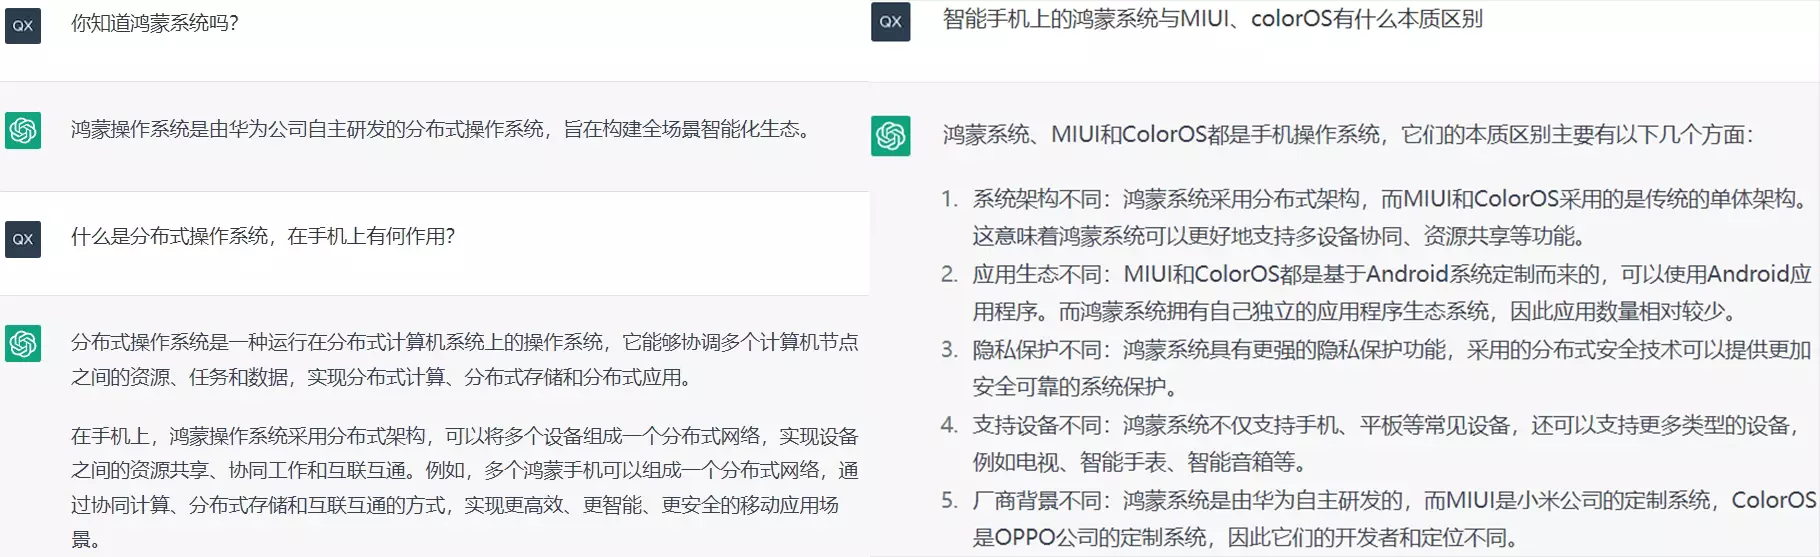 QX
你知道鸿蒙系统吗？
鸿蒙操作系统是由华为公司自主研发的分布式操作系统，旨在构建全场景智能化生态。
QX
什么是分布式操作系统，在手机上有何作用？
分布式操作系统是一种运行在分布式计算机系统上的操作系统，它能够协调多个计算机节点
之间的资源、任务和数据，实现分布式计算、分布式存储和分布式应用。
在手机上，鸿蒙操作系统采用分布式架构，可以将多个设备组成一个分布式网络，实现设备
之间的资源共享、协同工作和互联互通。例如，多个鸿蒙手机可以组成一个分布式网络，通
过协同计算、分布式存储和互联互通的方式，实现更高效、更智能、更安全的移动应用场
景。
QX
智能手机上的鸿蒙系统与MIUI、colorOS有什么本质区别
鸿蒙系统、MIUI和ColorOS都是手机操作系统，它们的本质区别主要有以下几个方面：
1. 系统架构不同：鸿蒙系统采用分布式架构，而MIUI和ColorOS采用的是传统的单体架构。
这意味着鸿蒙系统可以更好地支持多设备协同、资源共享等功能。
2. 应用生态不同：MIUI和ColorOS都是基于Android系统定制而来的，可以使用Android应
用程序。而鸿蒙系统拥有自己独立的应用程序生态系统，因此应用数量相对较少。
3. 隐私保护不同：鸿蒙系统具有更强的隐私保护功能，采用的分布式安全技术可以提供更加
安全可靠的系统保护。
4. 支持设备不同：鸿蒙系统不仅支持手机、平板等常见设备，还可以支持更多类型的设备，
例如电视、智能手表、智能音箱等。
5. 厂商背景不同：鸿蒙系统是由华为自主研发的，而MIUI是小米公司的定制系统，ColorOS
是OPPO公司的定制系统，因此它们的开发者和定位不同。